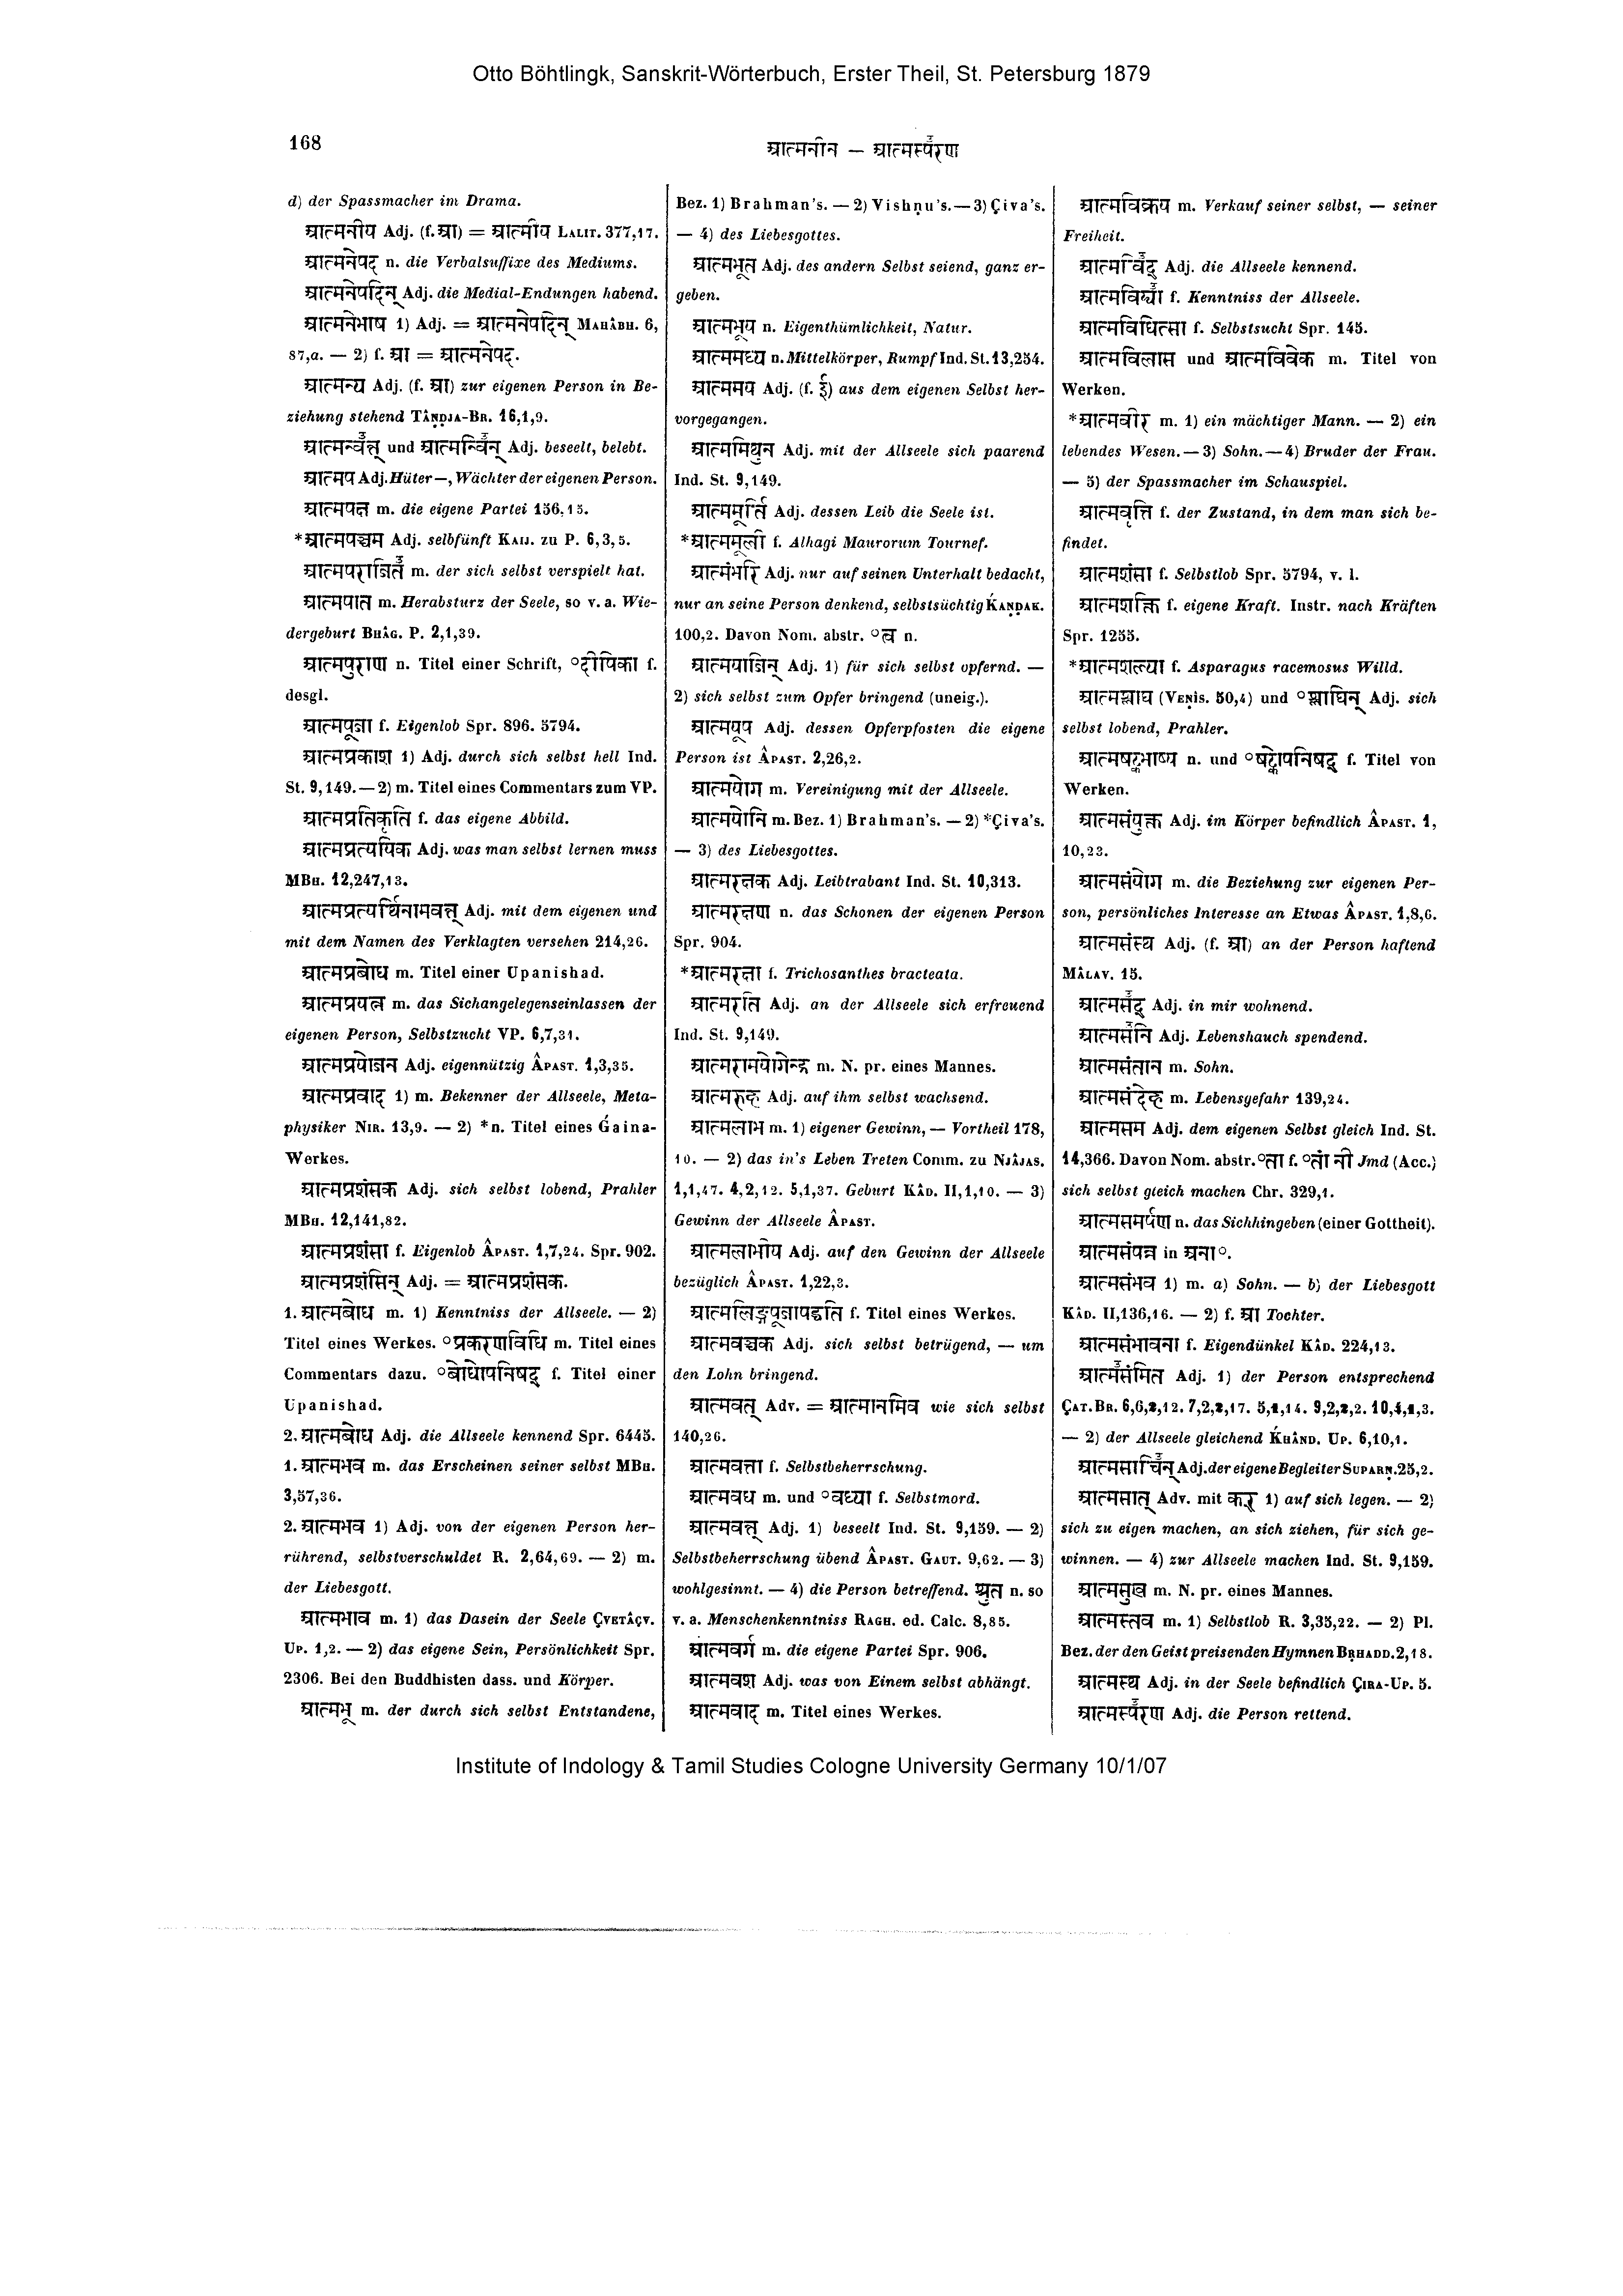 Otto Böhtlingk, Sanskrit-Wörterbuch, Erster Theil, St. Petersburg 1879
168
आत्मनीन — आत्मस्पॅरण
d) der Spassmacher im Drama.
आत्मनीय Adj. (f. आ) = आत्मीय LALIT. 377,17.
आत्मनेपद n. die Verbalsuffixe des Mediums.
आत्मनेपदिन् Adj. die Medial-Endungen habend.
आत्मनेभाष 1) Adj. = आत्मनेपदिन् MAHÂBH. 6,
87,a. — 2) f. आ = आत्मनेपद.
आत्मन्य Adj. (f. आ) zur eigenen Person in Be-
ziehung stehend TÂṆḌJA-BR. 16,1,9.
आत्मन्वॅत् und आत्मन्विॅन् Adj. beseelt, belebt.
आत्मप Adj. Hüter —, Wächter der eigenen Person.
आत्मपक्ष m. die eigene Partei 156,15.
*आत्मपञ्चम Adj. selbfünft KAIJ. zu P. 6,3,5.
आत्मपराजितॅ m. der sich selbst verspielt hat.
आत्मपात m. Herabsturz der Seele, so v. a. Wie-
dergeburt BHÂG. P. 2,1,39.
आत्मपुराण n. Titel einer Schrift, °दीपिका f.
desgl.
आत्मपूजा f. Eigenlob Spr. 896. 5794.
आत्मप्रकाश 1) Adj. durch sich selbst hell Ind.
St. 9,149. — 2) m. Titel eines Commentars zum VP.
आत्मप्रतिकृति f. das eigene Abbild.
आत्मप्रत्ययिक Adj. was man selbst lernen muss
MBH. 12,247,13.
आत्मप्रत्यर्थिनामवत् Adj. mit dem eigenen und
mit dem Namen des Verklagten versehen 214,26.
आत्मप्रबोध m. Titel einer Upanishad.
आत्मप्रयत्न m. das Sichangelegenseinlassen der
eigenen Person, Selbstzucht VP. 6,7,31.
आत्मप्रयोजन Adj. eigennützig ÂPAST. 1,3,35.
आत्मप्रवाद 1) m. Bekenner der Allseele, Meta-
physiker NIR. 13,9. — 2) *n. Titel eines Ǵaina-
Werkes.
आत्मप्रशंसक Adj. sich selbst lobend, Prahler
MBH. 12,141,82.
आत्मप्रशंसा f. Eigenlob ÂPAST. 1,7,24. Spr. 902.
आत्मप्रशंसिन् Adj. = आत्मप्रशंसक.
1. आत्मबोध m. 1) Kenntniss der Allseele. — 2)
Titel eines Werkes. °प्रकरणविधि m. Titel eines
Commentars dazu. °बोधोपनिषद् f. Titel einer
Upanishad.
2. आत्मबोध Adj. die Allseele kennend Spr. 6445.
1. आत्मभव m. das Erscheinen seiner selbst MBH.
3,57,36.
2. आत्मभव 1) Adj. von der eigenen Person her-
rührend, selbstverschuldet R. 2,64,69. — 2) m.
der Liebesgott.
आत्मभाव m. 1) das Dasein der Seele ÇVETÂÇV.
UP. 1,2. — 2) das eigene Sein, Persönlichkeit Spr.
2306. Bei den Buddhisten dass. und Körper.
आत्मभू m. der durch sich selbst Entstandene,
Bez. 1) Brahman's. — 2) Vishṇu's. — 3) Çiva's.
— 4) des Liebesgottes.
आत्मभूत Adj. des andern Selbst seiend, ganz er-
geben.
आत्मभूय n. Eigenthümlichkeit, Natur.
आत्ममध्य n. Mittelkörper, Rumpf Ind. St. 13,254.
आत्ममय Adj. (f. ई) aus dem eigenen Selbst her-
vorgegangen.
आत्ममिथुन Adj. mit der Allseele sich paarend
Ind. St. 9,149.
आत्ममूर्ति Adj. dessen Leib die Seele ist.
*आत्ममूली f. Alhagi Maurorum Tournef.
आत्मंभरि Adj. nur auf seinen Unterhalt bedacht,
nur an seine Person denkend, selbstsüchtig ḰAṆḌAK.
100,2. Davon Nom. abstr. °त्व n.
आत्मयाजिन् Adj. 1) für sich selbst opfernd. —
2) sich selbst zum Opfer bringend (uneig.).
आत्मयूप Adj. dessen Opferpfosten die eigene
Person ist ÂPAST. 2,26,2.
आत्मयोग m. Vereinigung mit der Allseele.
आत्मयोनि m. Bez. 1) Brahman's. — 2) *Çiva's.
— 3) des Liebesgottes.
आत्मरक्षक Adj. Leibtrabant Ind. St. 10,313.
आत्मरक्षण n. das Schonen der eigenen Person
Spr. 904.
*आत्मरक्षा f. Trichosanthes bracteata.
आत्मरति Adj. an der Allseele sich erfreuend
Ind. St. 9,149.
आत्मरामयोगेन्द्र m. N. pr. eines Mannes.
आत्मरुह Adj. auf ihm selbst wachsend.
आत्मलाभ m. 1) eigener Gewinn, — Vortheil 178,
10. — 2) das in's Leben Treten Comm. zu NJÂJAS.
1,1,47. 4,2,12. 5,1,37. Geburt KÂD. II,1,10. — 3)
Gewinn der Allseele ÂPAST.
आत्मलाभीय Adj. auf den Gewinn der Allseele
bezüglich ÂPAST. 1,22,3.
आत्मलिङ्गपूजापद्धति f. Titel eines Werkes.
आत्मवञ्चक Adj. sich selbst betrügend, — um
den Lohn bringend.
आत्मवत् Adv. = आत्मानमिव wie sich selbst
140,26.
आत्मवत्ता f. Selbstbeherrschung.
आत्मवध m. und °वध्या f. Selbstmord.
आत्मवत् Adj. 1) beseelt Ind. St. 9,159. — 2)
Selbstbeherrschung übend ÂPAST. GAUT. 9,62. — 3)
wohlgesinnt. — 4) die Person betreffend. श्रुत n. so
v. a. Menschenkenntniss RAGH. ed. Calc. 8,85.
आत्मवर्ग m. die eigene Partei Spr. 906.
आत्मवश Adj. was von Einem selbst abhängt.
आत्मवाद m. Titel eines Werkes.
आत्मविक्रय m. Verkauf seiner selbst, — seiner
Freiheit.
आत्मविॅद् Adj. die Allseele kennend.
आत्मविद्याॅ f. Kenntniss der Allseele.
आत्मविधित्सा f. Selbstsucht Spr. 145.
आत्मविलास und आत्मविवेक m. Titel von
Werken.
*आत्मवीर m. 1) ein mächtiger Mann. — 2) ein
lebendes Wesen. — 3) Sohn. — 4) Bruder der Frau.
— 5) der Spassmacher im Schauspiel.
आत्मवृत्ति f. der Zustand, in dem man sich be-
findet.
आत्मशंसा f. Selbstlob Spr. 5794, v. l.
आत्मशक्ति f. eigene Kraft. Instr. nach Kräften
Spr. 1255.
*आत्मशल्या f. Asparagus racemosus Willd.
आत्मश्लाघ (VEṆIS. 50,4) und °श्लाघिन् Adj. sich
selbst lobend, Prahler.
आत्मषट्कभाष्य n. und °षट्कोपनिषद् f. Titel von
Werken.
आत्मसंयुक्त Adj. im Körper befindlich ÂPAST. 1,
10,23.
आत्मसंयोग m. die Beziehung zur eigenen Per-
son, persönliches Interesse an Etwas ÂPAST. 1,8,6.
आत्मसंस्थ Adj. (f. आ) an der Person haftend
MÂLAV. 15.
आत्मसॅद् Adj. in mir wohnend.
आत्मसॅनि Adj. Lebenshauch spendend.
आत्मसंतान m. Sohn.
आत्मसंदेह m. Lebensgefahr 139,24.
आत्मसम Adj. dem eigenen Selbst gleich Ind. St.
14,366. Davon Nom. abstr. °ता f. °तां नी Jmd (Acc.)
sich selbst gleich machen Chr. 329,1.
आत्मसमर्पण n. das Sichhingeben (einer Gottheit).
आत्मसंपन्न in अना°.
आत्मसंभव 1) m. a) Sohn. — b) der Liebesgott
KÂD. II,136,16. — 2) f. आ Tochter.
आत्मसंभावना f. Eigendünkel KÂD. 224,13.
आत्मॅसंमित Adj. 1) der Person entsprechend
ÇAT. BR. 6,6,2,12. 7,2,2,17. 5,1,14. 9,2,2,2. 10,4,1,3.
— 2) der Allseele gleichend ḰHÂND. UP. 6,10,1.
आत्मसाचिॅन् Adj. der eigene Begleiter SUPARṆ. 25,2.
आत्मसात् Adv. mit कर् 1) auf sich legen. — 2)
sich zu eigen machen, an sich ziehen, für sich ge-
winnen. — 4) zur Allseele machen Ind. St. 9,159.
आत्मसुख m. N. pr. eines Mannes.
आत्मस्तव m. 1) Selbstlob R. 3,35,22. — 2) Pl.
Bez. der den Geist preisenden Hymnen BṚHADD. 2,18.
आत्मस्थ Adj. in der Seele befindlich ÇIRA-UP. 5.
आत्मस्पॅरण Adj. die Person rettend.
Institute of Indology & Tamil Studies Cologne University Germany 10/1/07